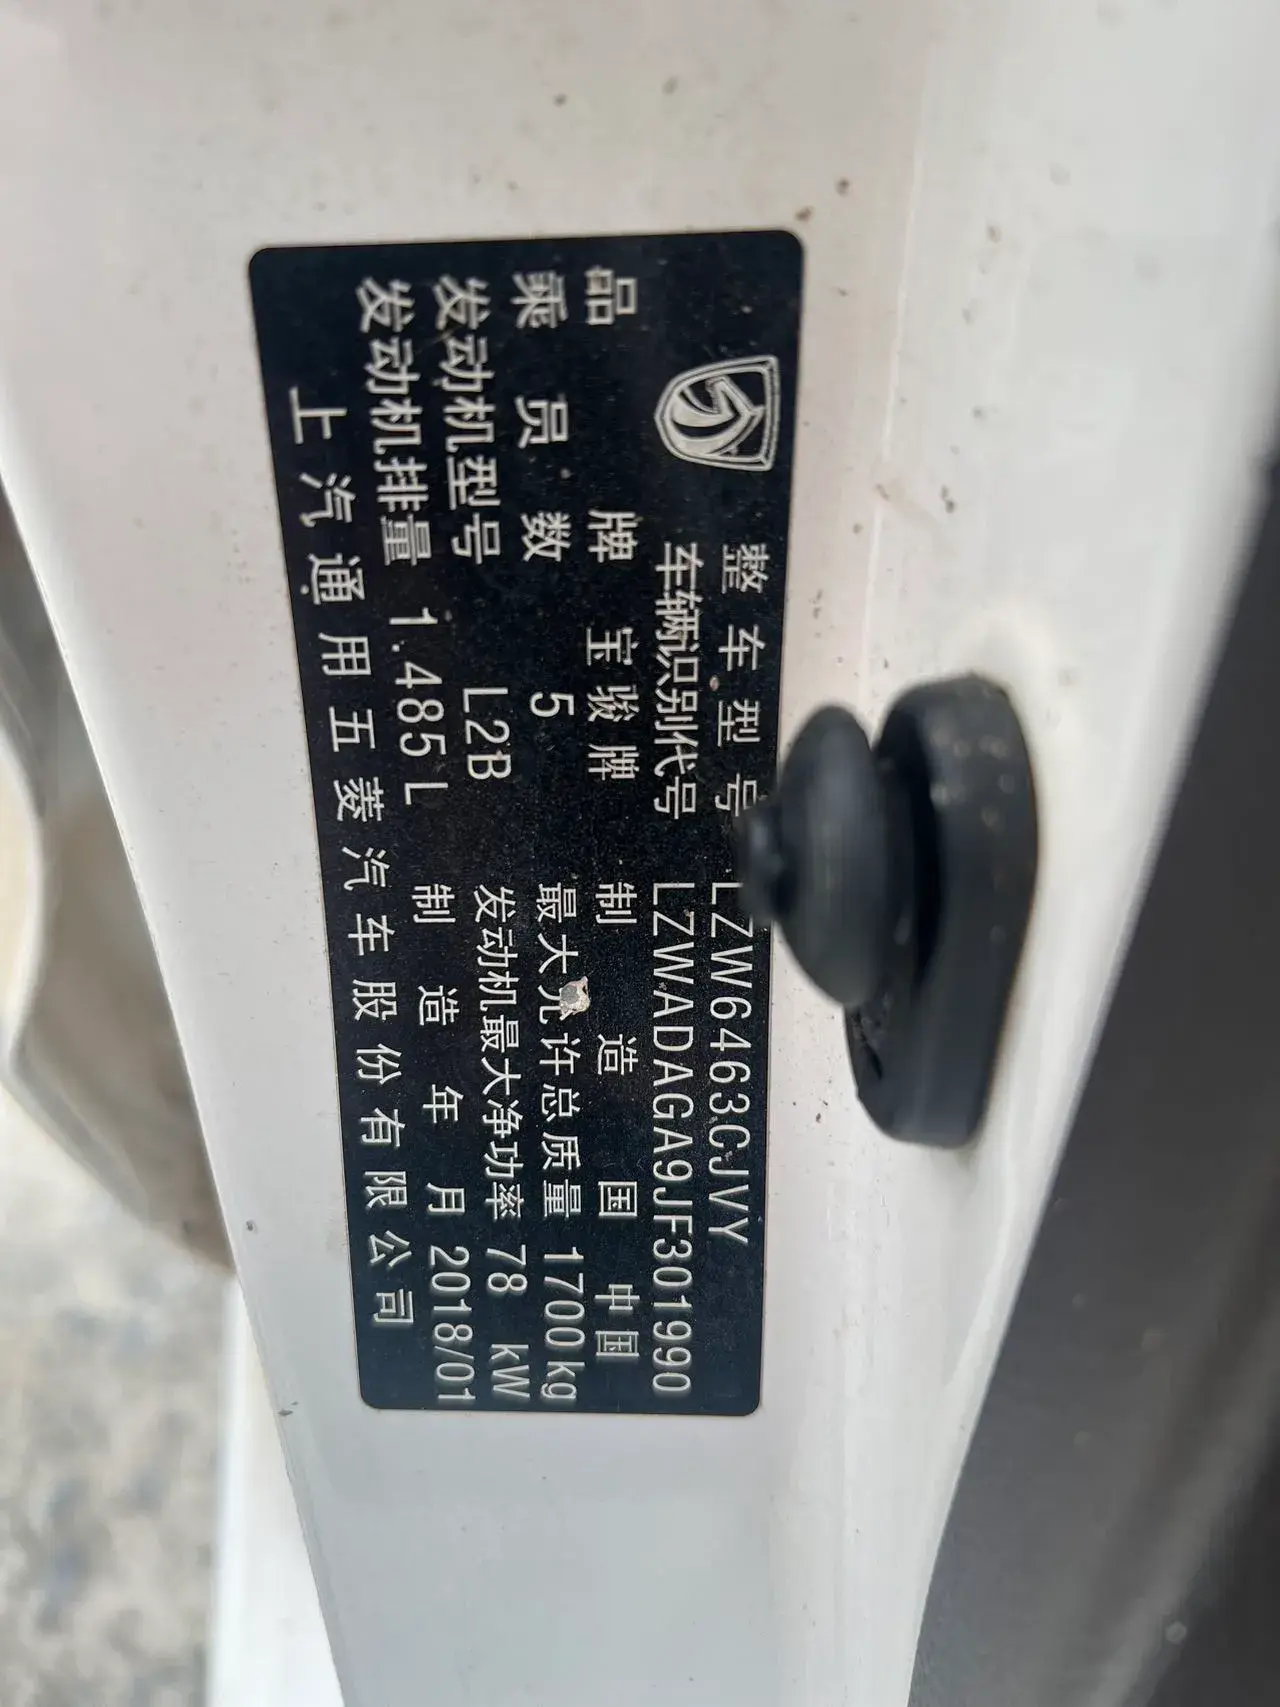 整车型号 LZW6463CJVY
车辆识别代号 LZWADAGA9JF301990
品牌 宝骏牌 制造国 中国
乘员数 5 最大允许总质量 1700kg
发动机型号 L2B 发动机最大净功率 78 kW
发动机排量 1.485L 制造年月 2018/01
上汽通用五菱汽车股份有限公司